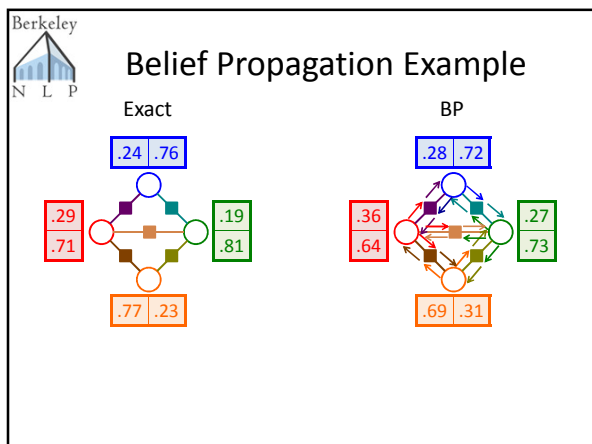 Berkeley
N L P
Belief Propagation Example
Exact
BP
.24 .76
.28 .72
.29
.71
.19
.81
.36
.64
.27
.73
.77 .23
.69 .31